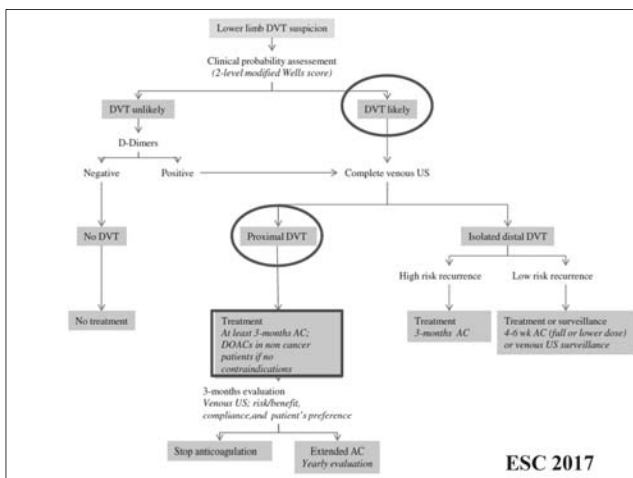 Lower limb DVT suspicion
Clinical probability assessment
(2-level modified Wells score)
DVT unlikely
DVT likely
D-Dimers
Negative
Positive
Complete venous US
No DVT
Proximal DVT
Isolated distal DVT
High risk recurrence
Low risk recurrence
No treatment
Treatment
At least 3-months AC;
DOACs in non cancer
patients if no
contraindications
Treatment
3-months AC
Treatment or surveillance
4-6 wk AC (full or lower dose)
or venous US surveillance
3-months evaluation
Venous US; risk/benefit,
compliance,and patient's preference
Stop anticoagulation
Extended AC
Yearly evaluation
ESC 2017